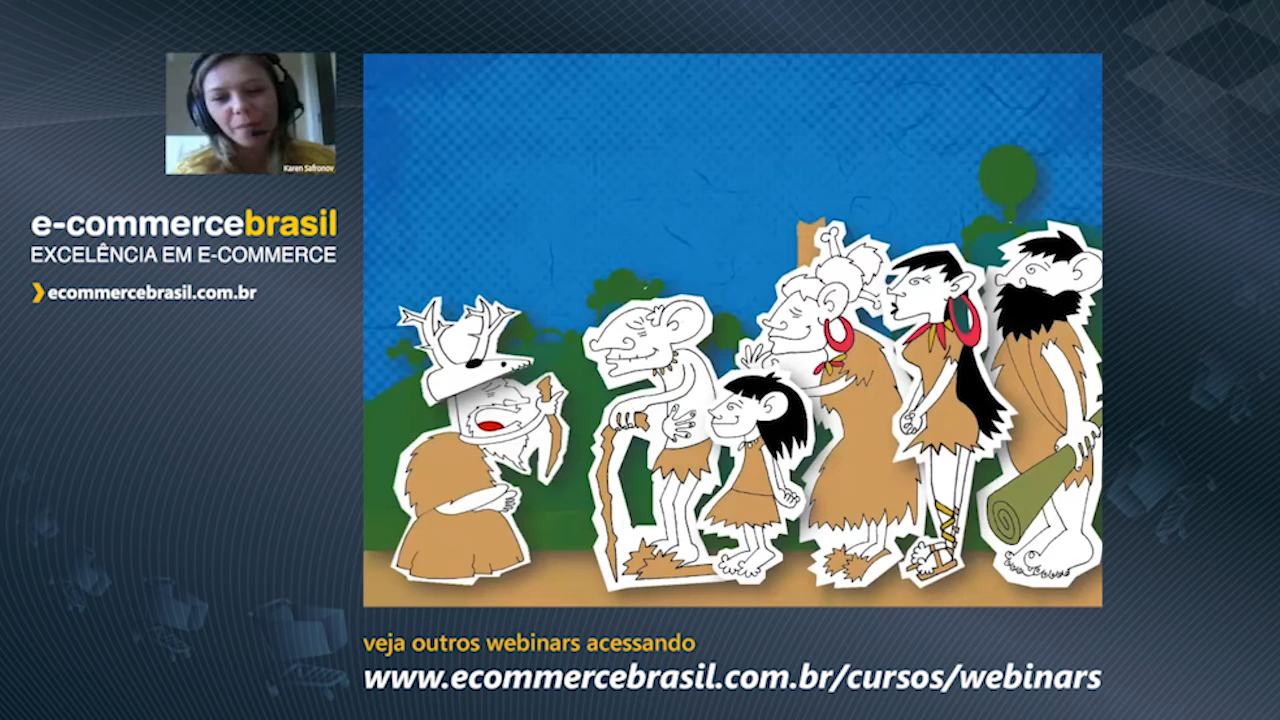 Karen Safronov
e-commercebrasil
EXCELÊNCIA EM E-COMMERCE
ecommercebrasil.com.br
veja outros webinars acessando
www.ecommercebrasil.com.br/cursos/webinars